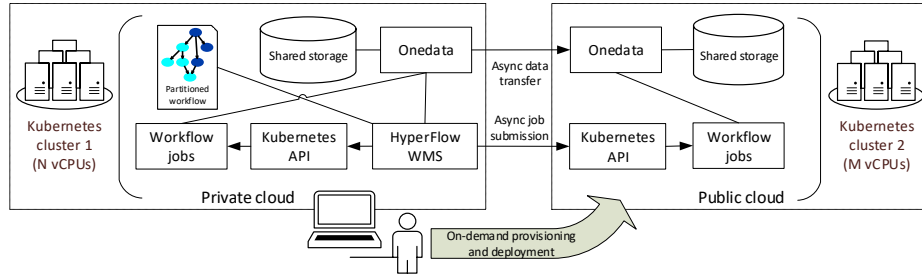 Shared storage
Onedata
Async data
transfer
Onedata
Shared
storage
Partitioned
workflow
Kubernetes
cluster 1
(N vCPUs)
Workflow
jobs
Kubernetes
API
HyperFlow
WMS
Async job
submission
Kubernetes
API
Workflow
jobs
Kubernetes
cluster 2
(M vCPUs)
Private cloud
Public cloud
On-demand provisioning
and deployment